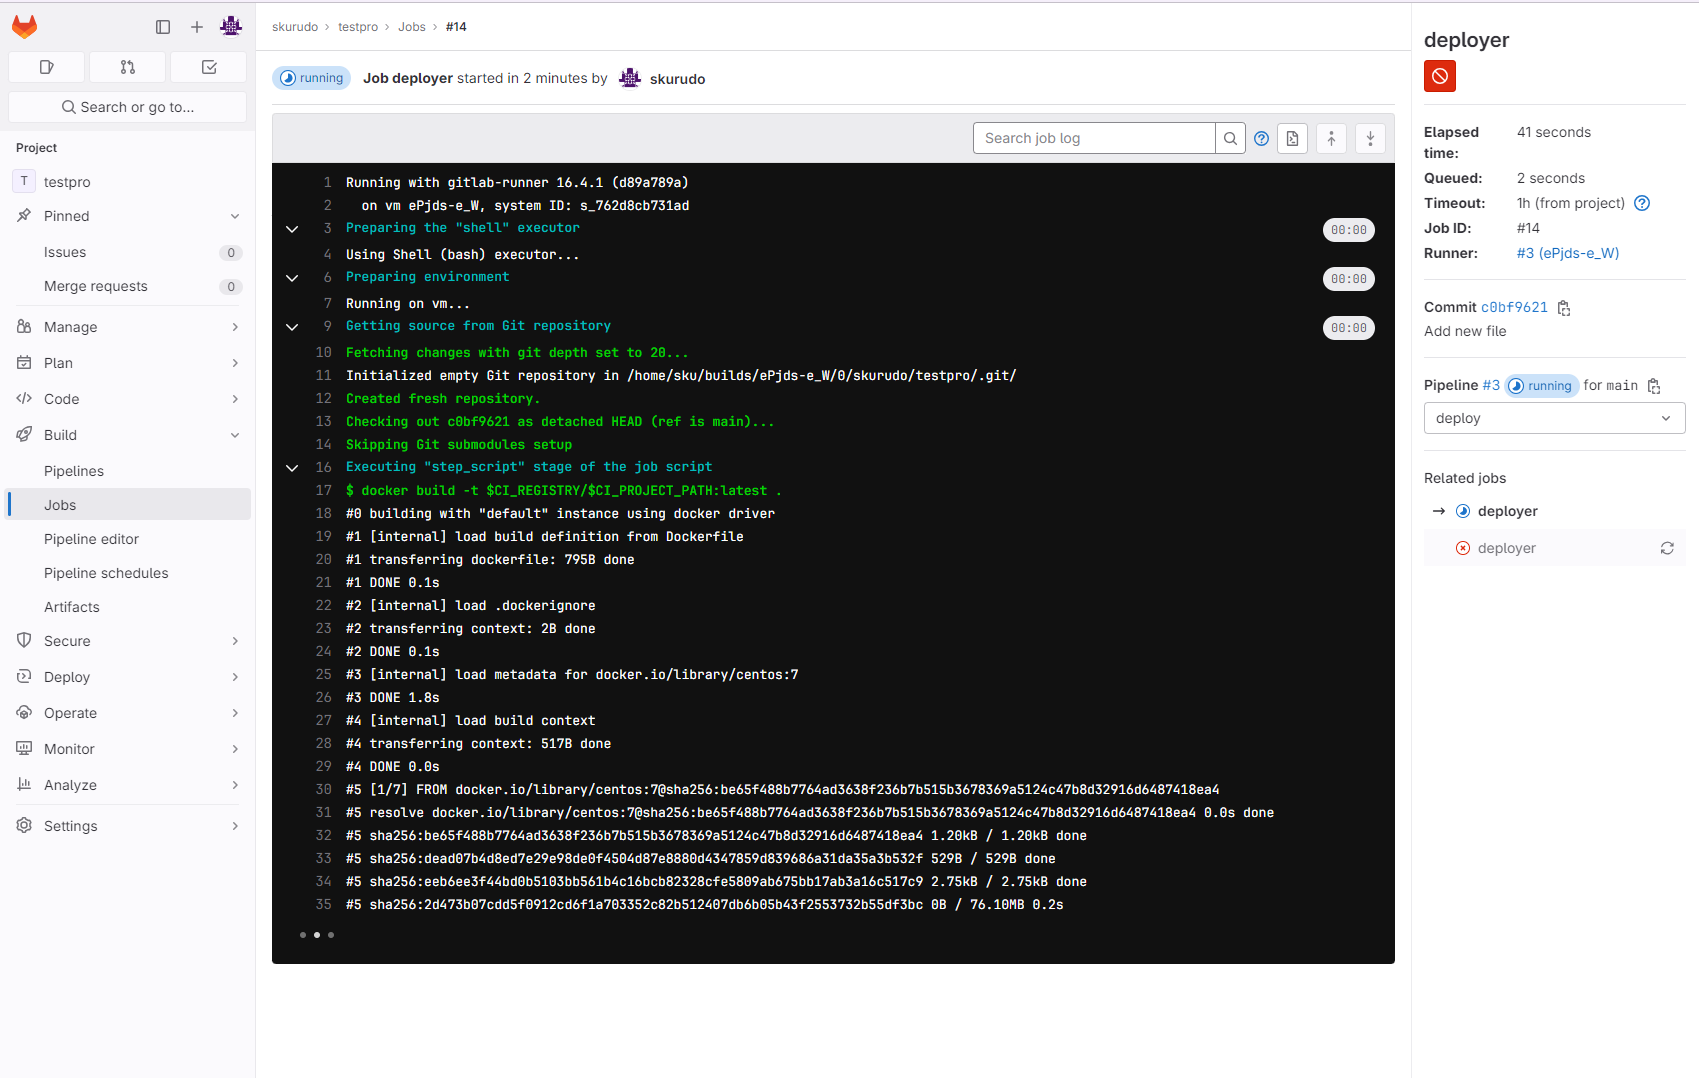 Search or go to...
Project
T testpro
Pinned
Issues 0
Merge requests 0
Manage
Plan
Code
Build
Pipelines
Jobs
Pipeline editor
Pipeline schedules
Artifacts
Secure
Deploy
Operate
Monitor
Analyze
Settings
skurudo › testpro › Jobs › #14
running Job deployer started in 2 minutes by skurudo
Search job log
1 Running with gitlab-runner 16.4.1 (d89a789a)
2 on vm ePjds-e_W, system ID: s_762d8cb731ad
3 Preparing the "shell" executor 00:00
4 Using Shell (bash) executor...
6 Preparing environment 00:00
7 Running on vm...
9 Getting source from Git repository 00:00
10 Fetching changes with git depth set to 20...
11 Initialized empty Git repository in /home/sku/builds/ePjds-e_W/0/skurudo/testpro/.git/
12 Created fresh repository.
13 Checking out c0bf9621 as detached HEAD (ref is main)...
14 Skipping Git submodules setup
16 Executing "step_script" stage of the job script
17 $ docker build -t $CI_REGISTRY/$CI_PROJECT_PATH:latest .
18 #0 building with "default" instance using docker driver
19 #1 [internal] load build definition from Dockerfile
20 #1 transferring dockerfile: 795B done
21 #1 DONE 0.1s
22 #2 [internal] load .dockerignore
23 #2 transferring context: 2B done
24 #2 DONE 0.1s
25 #3 [internal] load metadata for docker.io/library/centos:7
26 #3 DONE 1.8s
27 #4 [internal] load build context
28 #4 transferring context: 517B done
29 #4 DONE 0.0s
30 #5 [1/7] FROM docker.io/library/centos:7@sha256:be65f488b7764ad3638f236b7b515b3678369a5124c47b8d32916d6487418ea4
31 #5 resolve docker.io/library/centos:7@sha256:be65f488b7764ad3638f236b7b515b3678369a5124c47b8d32916d6487418ea4 0.0s done
32 #5 sha256:be65f488b7764ad3638f236b7b515b3678369a5124c47b8d32916d6487418ea4 1.20kB / 1.20kB done
33 #5 sha256:dead07b4d8ed7e29e98de0f4504d87e8880d4347859d839686a31da35a3b532f 529B / 529B done
34 #5 sha256:eeb6ee3f44bd0b5103bb561b4c16bcb82328cfe5809ab675bb17ab3a16c517c9 2.75kB / 2.75kB done
35 #5 sha256:2d473b07cdd5f0912cd6f1a703352c82b512407db6b05b43f2553732b55df3bc 0B / 76.10MB 0.2s
deployer
Elapsed time: 41 seconds
Queued: 2 seconds
Timeout: 1h (from project)
Job ID: #14
Runner: #3 (ePjds-e_W)
Commit c0bf9621
Add new file
Pipeline #3 running for main
deploy
Related jobs
→ deployer
deployer